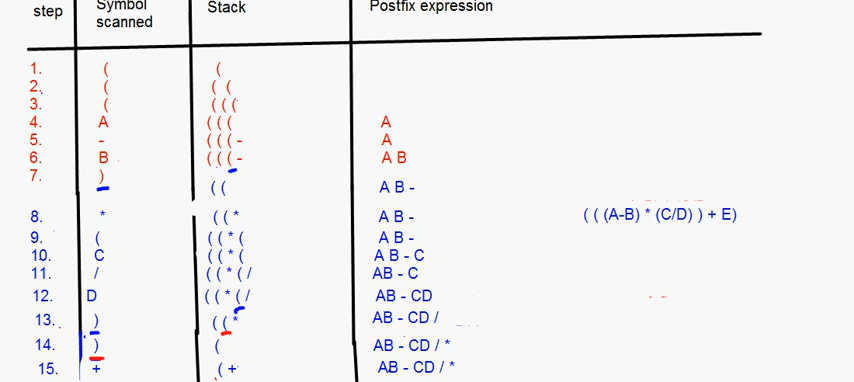 step Symbol scanned Stack Postfix expression
1. ( (
2. ( ( (
3. ( ( ( (
4. A ( ( ( A
5. - ( ( ( - A
6. B ( ( ( - A B
7. ) ( ( A B -
8. * ( ( * A B - ( ( (A-B) * (C/D) ) + E)
9. ( ( ( * ( A B -
10. C ( ( * ( A B - C
11. / ( ( * ( / AB - C
12. D ( ( * ( / AB - CD
13. ) ( ( * AB - CD /
14. ) ( AB - CD / *
15. + ( + AB - CD / *